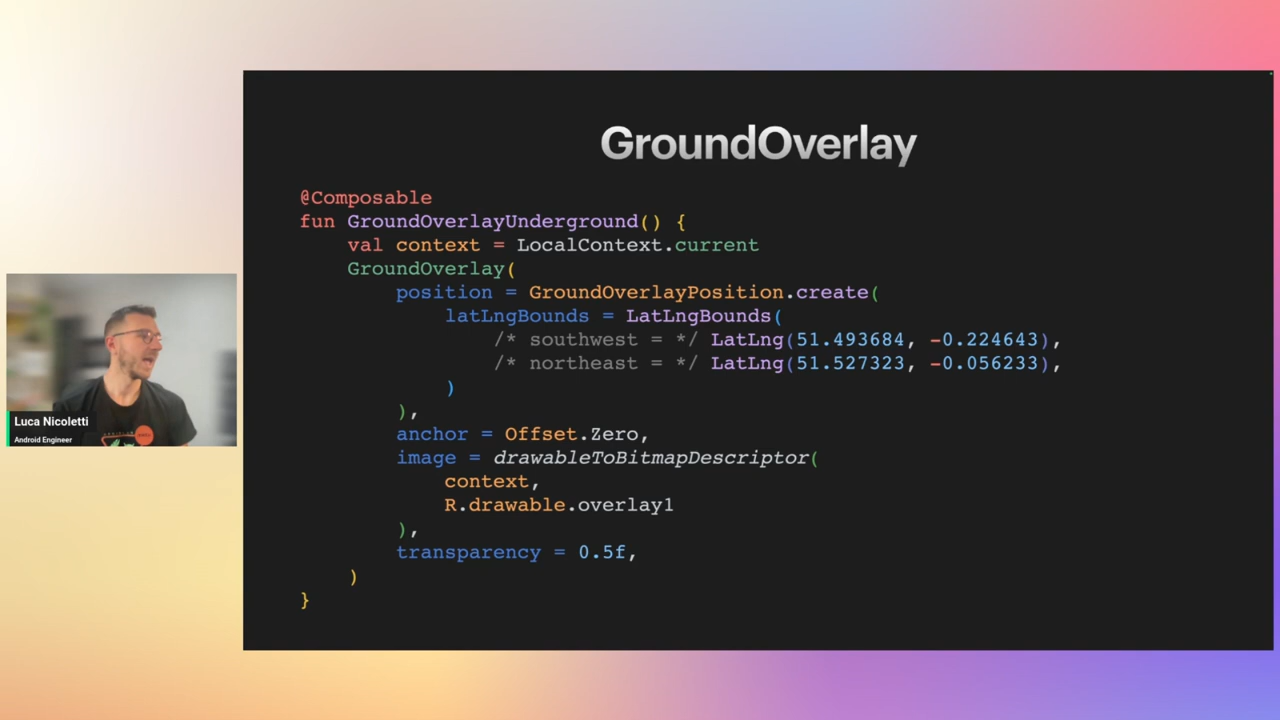 GroundOverlay
@Composable
fun GroundOverlayUnderground() {
    val context = LocalContext.current
    GroundOverlay(
        position = GroundOverlayPosition.create(
            latLngBounds = LatLngBounds(
                /* southwest = */ LatLng(51.493684, -0.224643),
                /* northeast = */ LatLng(51.527323, -0.056233),
            )
        ),
        anchor = Offset.Zero,
        image = drawableToBitmapDescriptor(
            context,
            R.drawable.overlay1
        ),
        transparency = 0.5f,
    )
}
Luca Nicoletti
Android Engineer